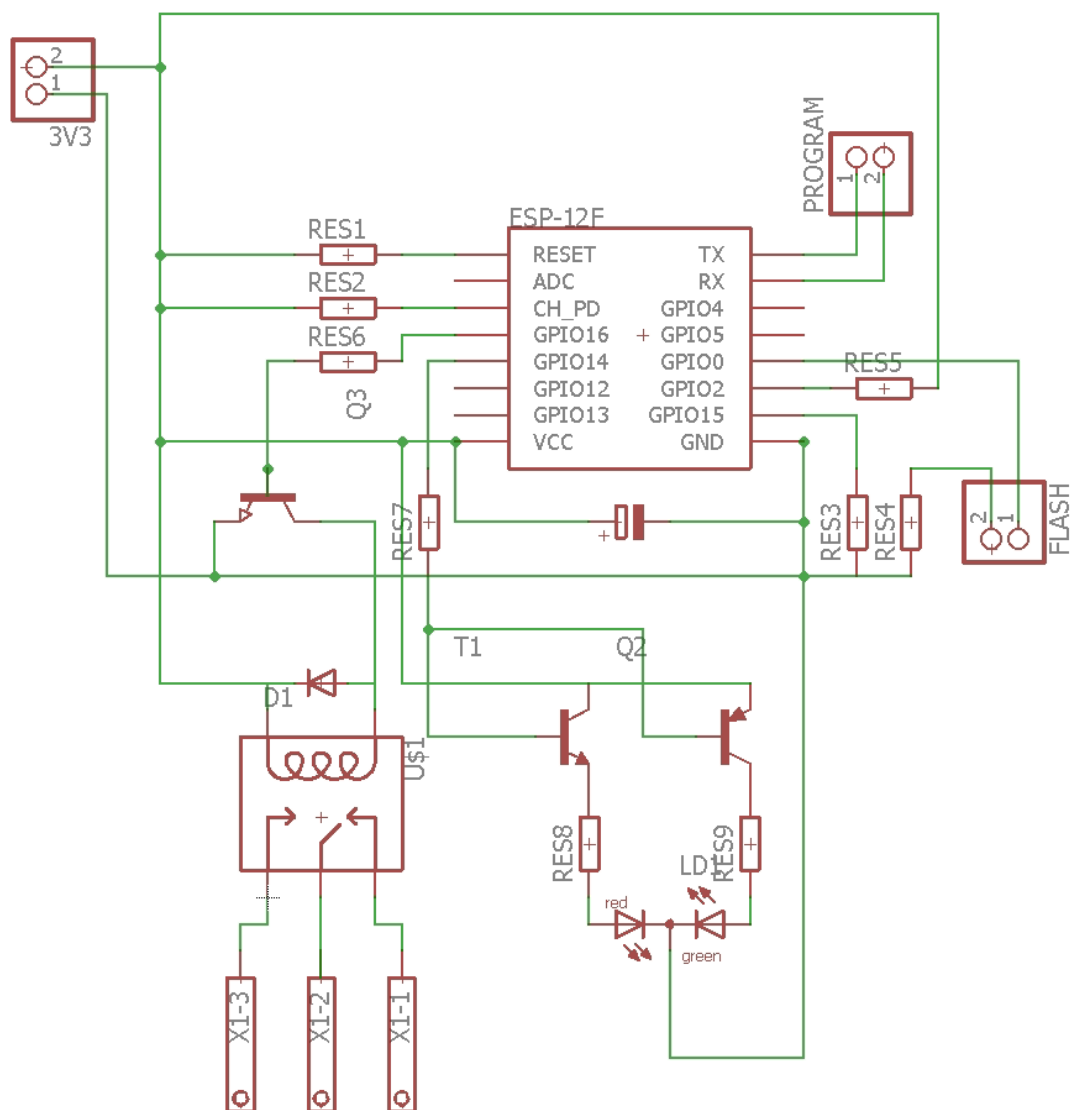 2
1
3V3
PROGRAM
1
2
ESP-12F
RES1
RESET
TX
ADC
RX
RES2
CH_PD
GPIO4
RES6
GPIO16
GPIO5
GPIO14
GPIO0
RES5
Q3
GPIO12
GPIO2
GPIO13
GPIO15
VCC
GND
RES7
RES3
RES4
2
1
FLASH
T1
Q2
D1
U$1
RES8
RES9
LD1
red
green
X1-3
X1-2
X1-1